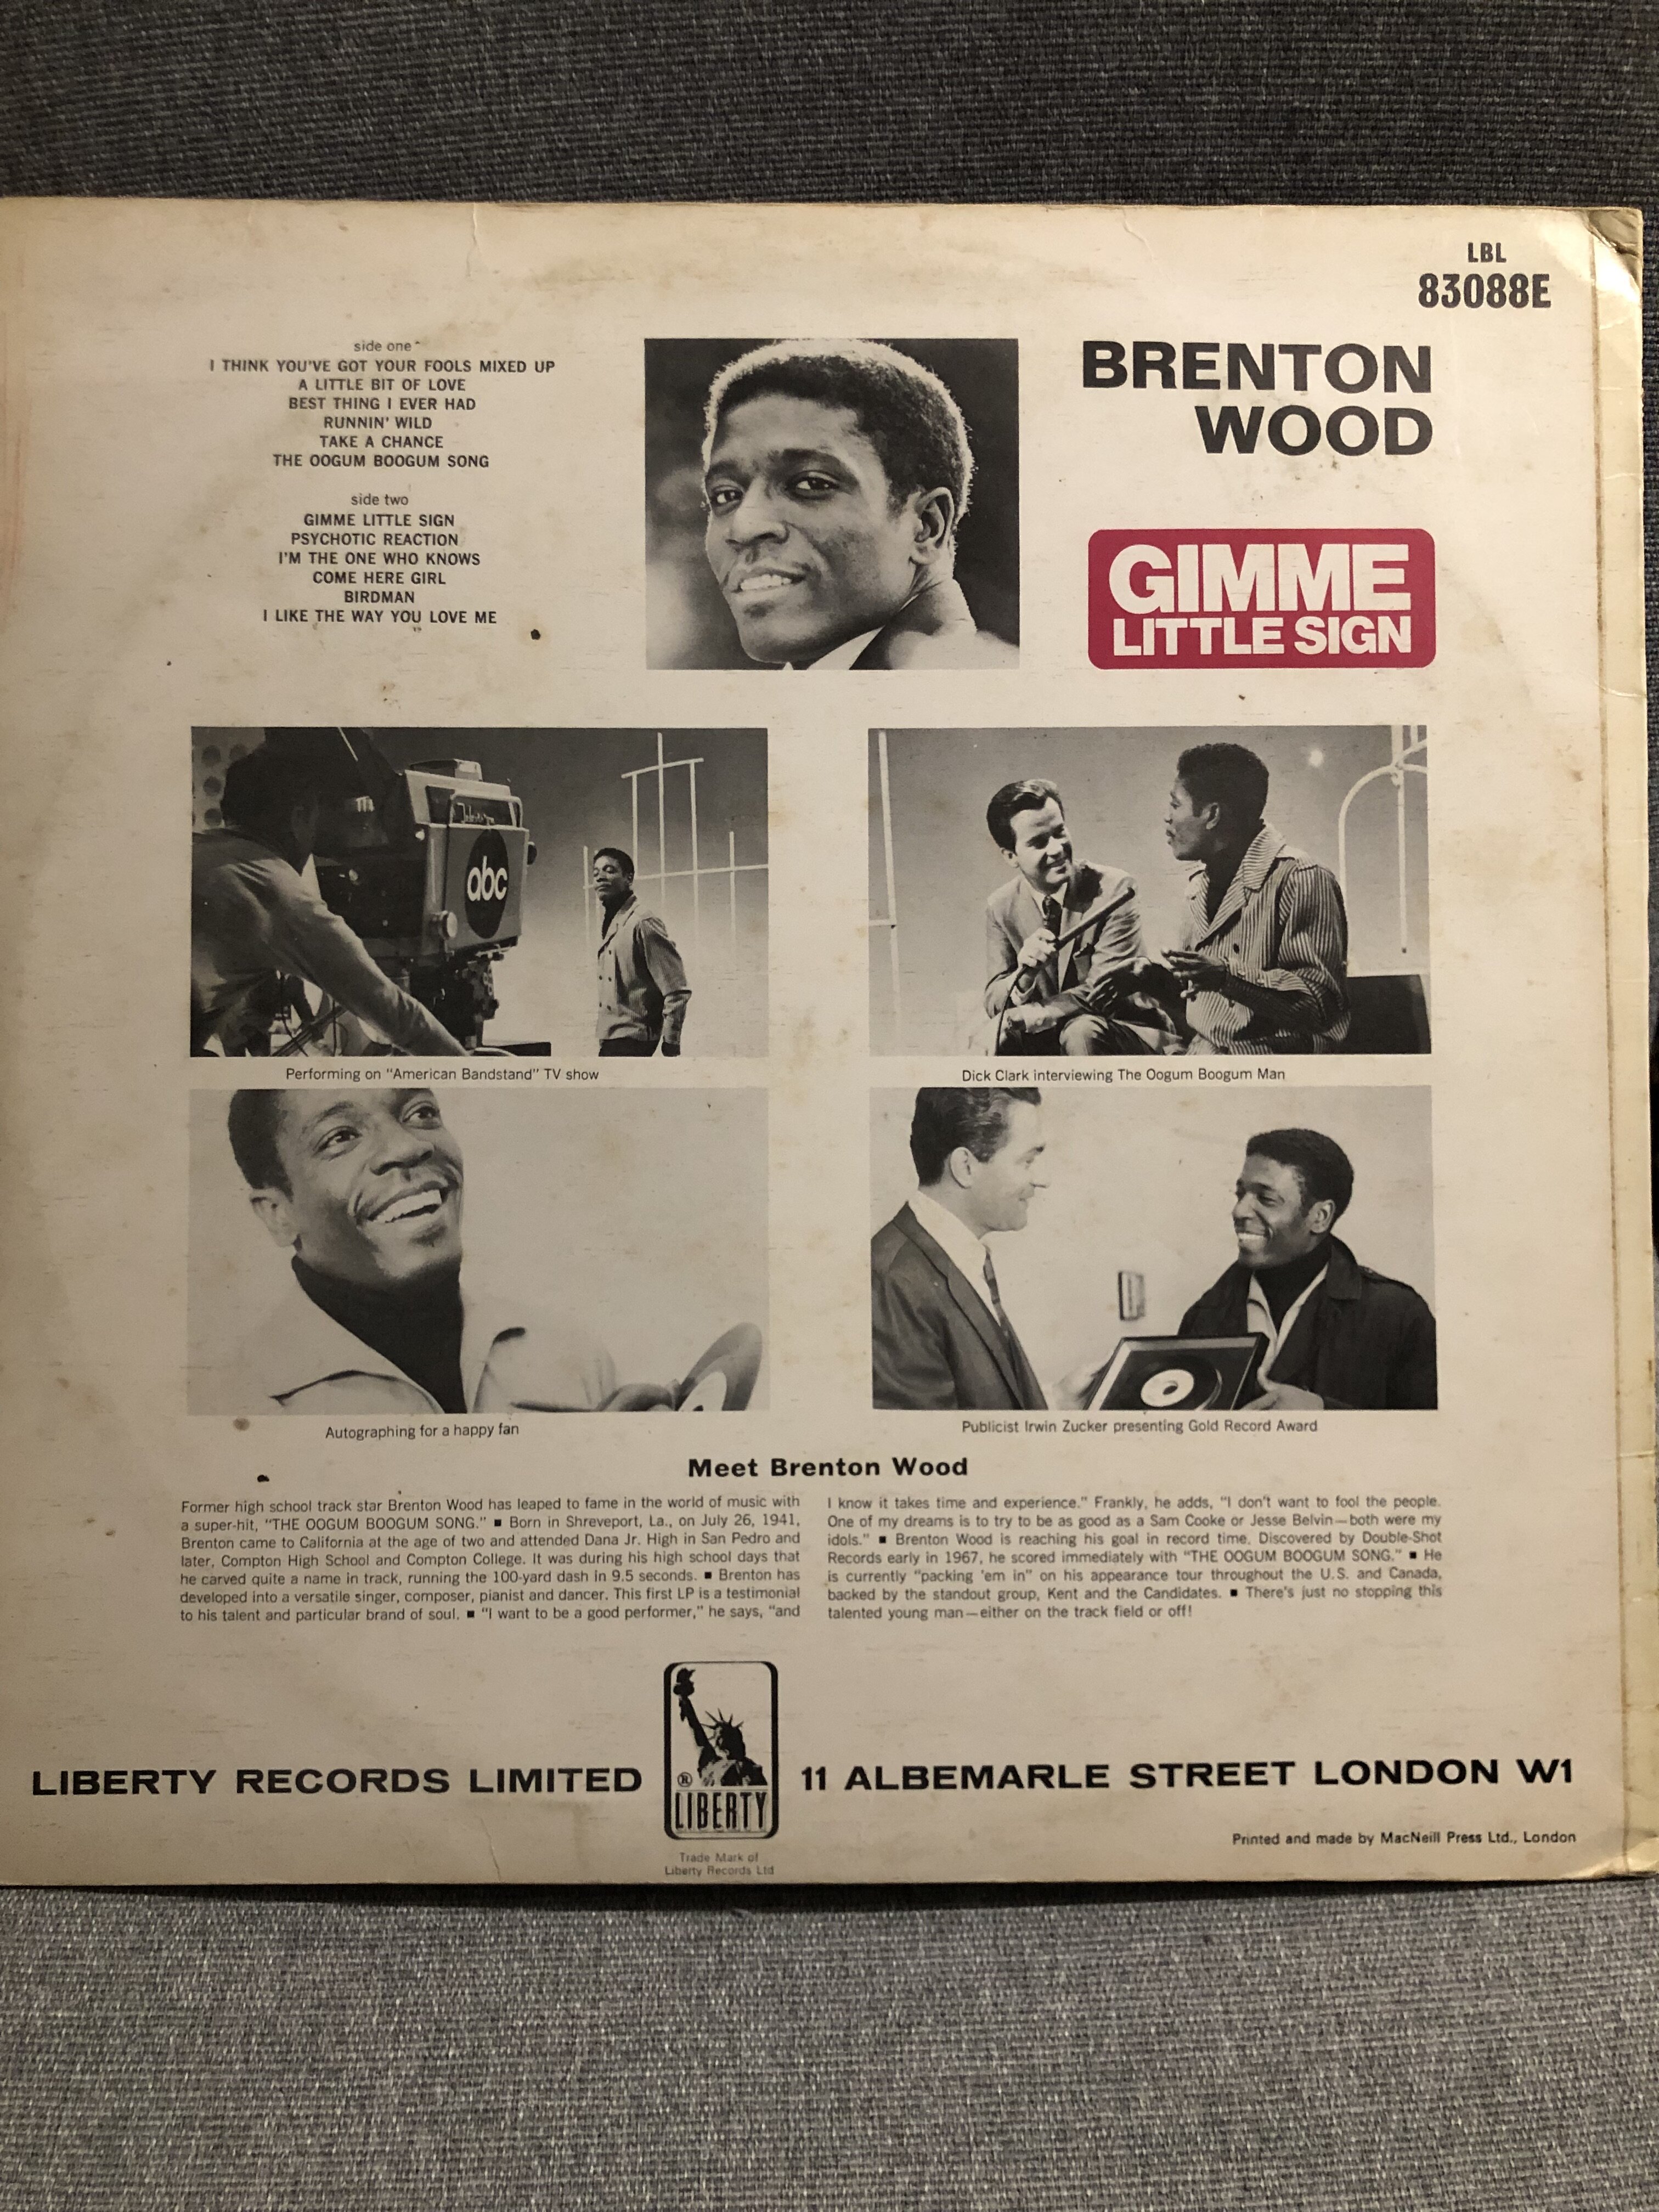 LBL
83088E
side one
I THINK YOU'VE GOT YOUR FOOLS MIXED UP
A LITTLE BIT OF LOVE
BEST THING I EVER HAD
RUNNIN' WILD
TAKE A CHANCE
THE OOGUM BOOGUM SONG
side two
GIMME LITTLE SIGN
PSYCHOTIC REACTION
I'M THE ONE WHO KNOWS
COME HERE GIRL
BIRDMAN
I LIKE THE WAY YOU LOVE ME
BRENTON
WOOD
GIMME
LITTLE SIGN
abc
Performing on "American Bandstand" TV show
Dick Clark interviewing The Oogum Boogum Man
Autographing for a happy fan
Publicist Irwin Zucker presenting Gold Record Award
Meet Brenton Wood
Former high school track star Brenton Wood has leaped to fame in the world of music with
a super-hit, "THE OOGUM BOOGUM SONG." ■ Born in Shreveport, La., on July 26, 1941,
Brenton came to California at the age of two and attended Dana Jr. High in San Pedro and
later, Compton High School and Compton College. It was during his high school days that
he carved quite a name in track, running the 100-yard dash in 9.5 seconds. ■ Brenton has
developed into a versatile singer, composer, pianist and dancer. This first LP is a testimonial
to his talent and particular brand of soul. ■ "I want to be a good performer," he says, "and
I know it takes time and experience." Frankly, he adds, "I don't want to fool the people.
One of my dreams is to try to be as good as a Sam Cooke or Jesse Belvin—both were my
idols." ■ Brenton Wood is reaching his goal in record time. Discovered by Double-Shot
Records early in 1967, he scored immediately with "THE OOGUM BOOGUM SONG." ■ He
is currently "packing 'em in" on his appearance tour throughout the U.S. and Canada,
backed by the standout group, Kent and the Candidates. ■ There's just no stopping this
talented young man—either on the track field or off!
LIBERTY RECORDS LIMITED
®
LIBERTY
11 ALBEMARLE STREET LONDON W1
Trade Mark of
Liberty Records Ltd
Printed and made by MacNeill Press Ltd., London